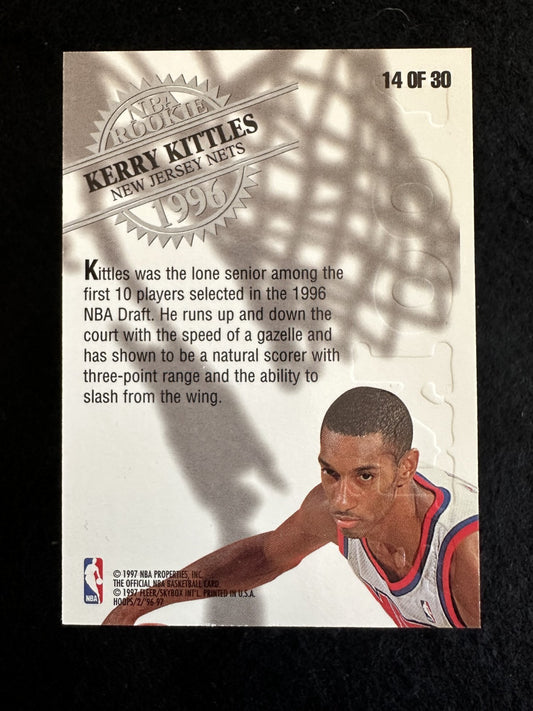 14 OF 30
NBA
ROOKIE
KERRY KITTLES
NEW JERSEY NETS
1996
Kittles was the lone senior among the
first 10 players selected in the 1996
NBA Draft. He runs up and down the
court with the speed of a gazelle and
has shown to be a natural scorer with
three-point range and the ability to
slash from the wing.
© 1997 NBA PROPERTIES, INC.
THE OFFICIAL NBA BASKETBALL CARD
© 1997 FLEER/SKYBOX INT'L. PRINTED IN U.S.A.
HOOPS/2/'96-97
NBA